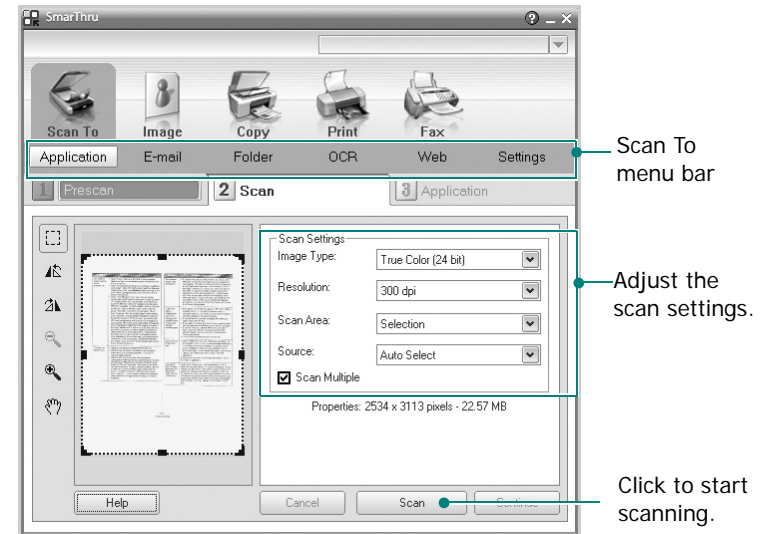 SmarThru
Scan To
Image
Copy
Print
Fax
Application
E-mail
Folder
OCR
Web
Settings
Scan To
menu bar
1 Prescan
2 Scan
3 Application
Scan Settings
Image Type:
True Color (24 bit)
Resolution:
300 dpi
Scan Area:
Selection
Source:
Auto Select
Scan Multiple
Adjust the
scan settings.
Properties: 2534 x 3113 pixels - 22.57 MB
Help
Cancel
Scan
Continue
Click to start
scanning.